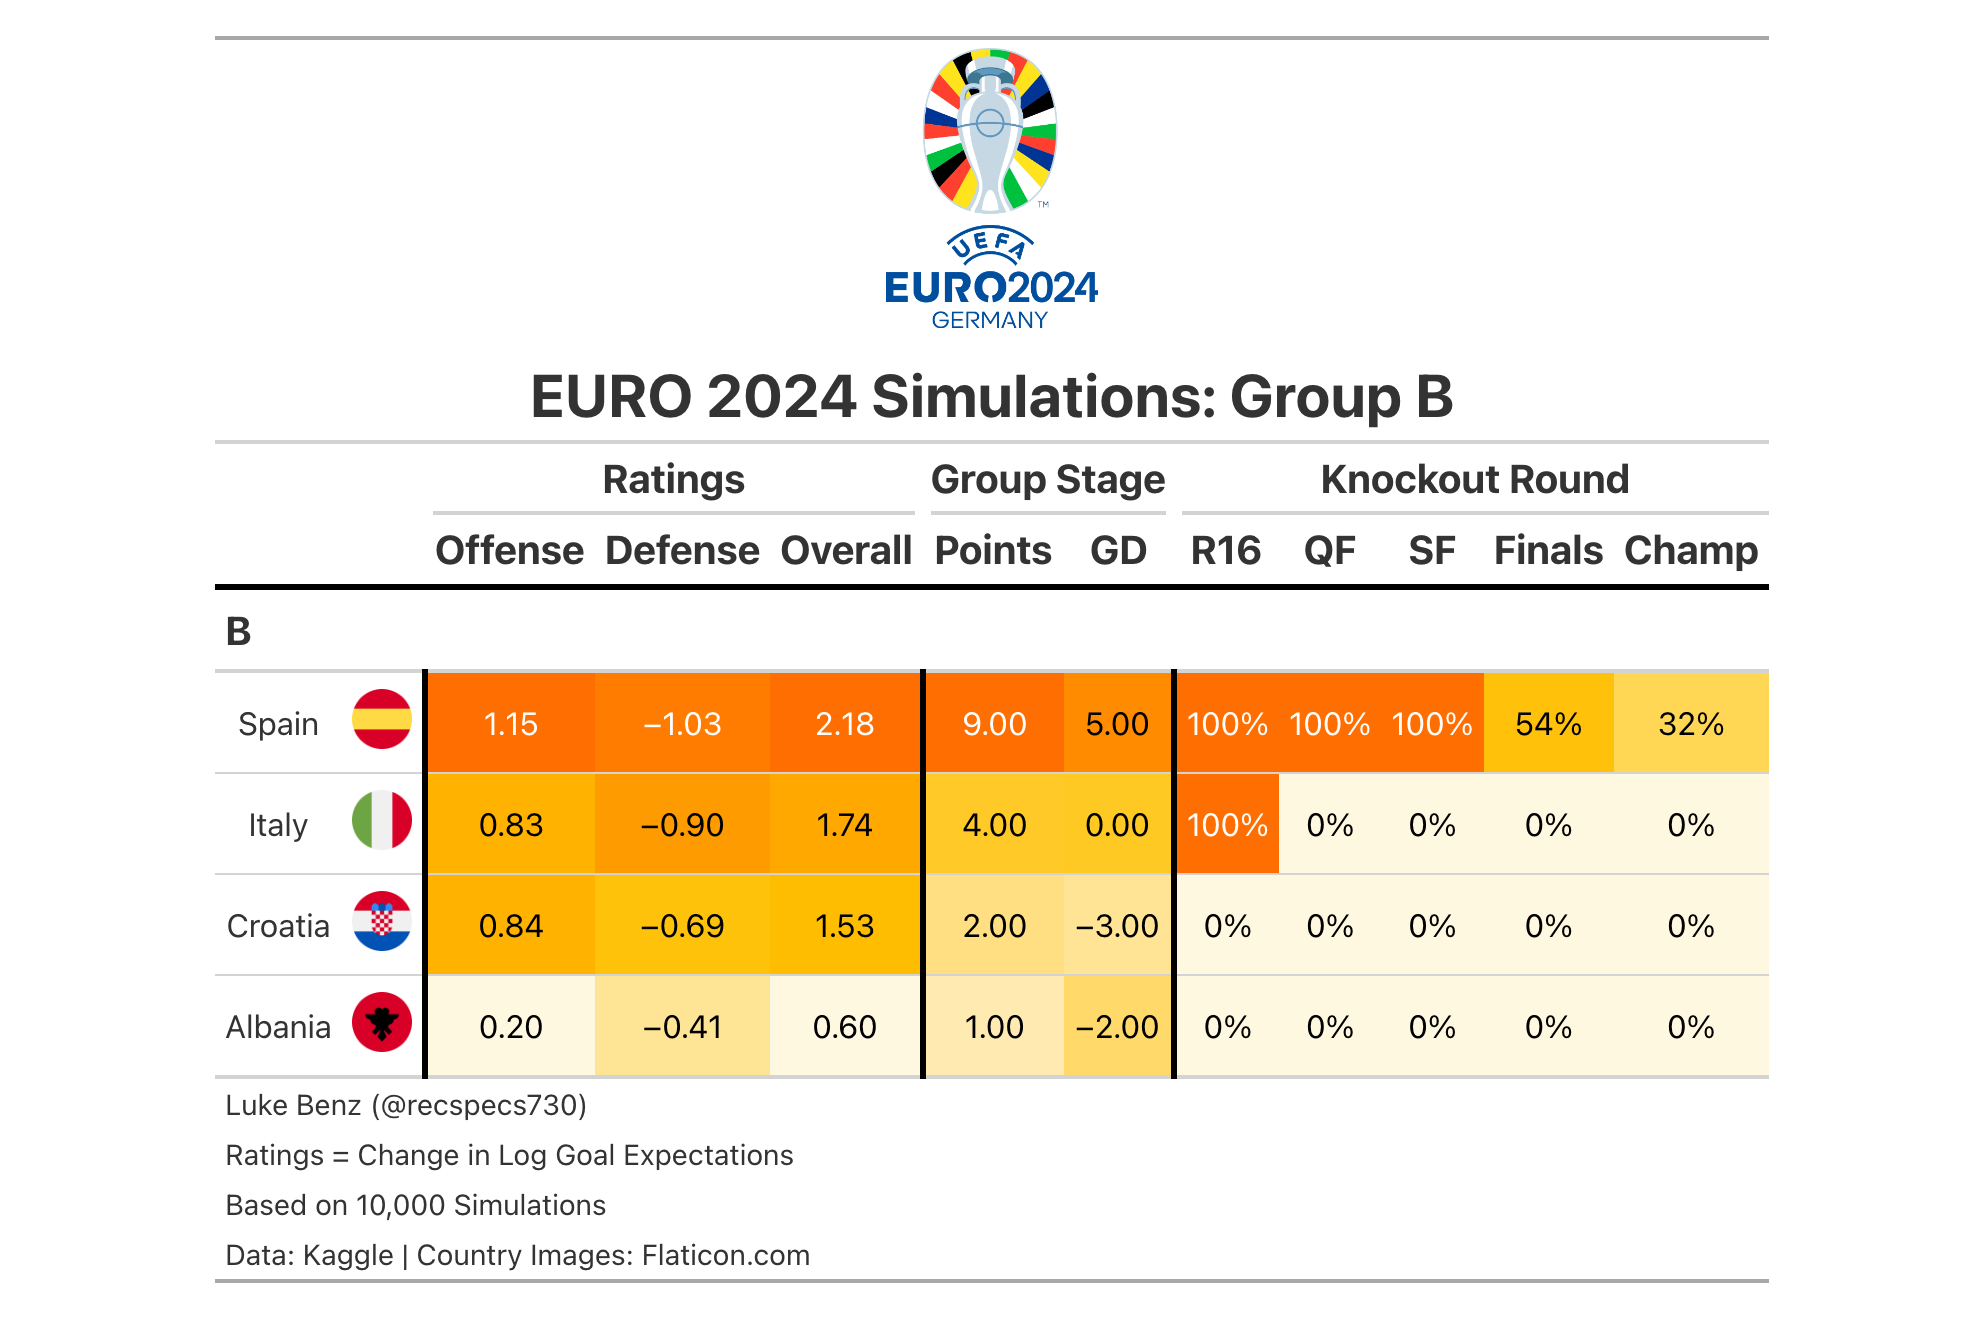 TM
UEFA
EURO2024
GERMANY
EURO 2024 Simulations: Group B
Ratings Group Stage Knockout Round
Offense Defense Overall Points GD R16 QF SF Finals Champ
B
Spain 1.15 −1.03 2.18 9.00 5.00 100% 100% 100% 54% 32%
Italy 0.83 −0.90 1.74 4.00 0.00 100% 0% 0% 0% 0%
Croatia 0.84 −0.69 1.53 2.00 −3.00 0% 0% 0% 0% 0%
Albania 0.20 −0.41 0.60 1.00 −2.00 0% 0% 0% 0% 0%
Luke Benz (@recspecs730)
Ratings = Change in Log Goal Expectations
Based on 10,000 Simulations
Data: Kaggle | Country Images: Flaticon.com